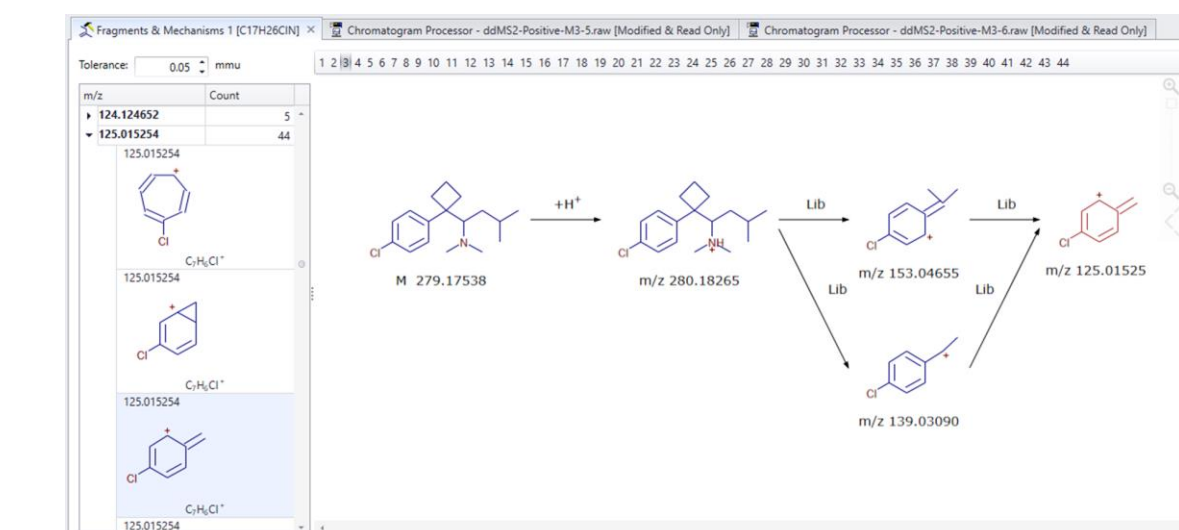 Fragments & Mechanisms 1 [C17H26ClN] × Chromatogram Processor - ddMS2-Positive-M3-5.raw [Modified & Read Only] Chromatogram Processor - ddMS2-Positive-M3-6.raw [Modified & Read Only]
Tolerance: 0.05 mmu 1 2 3 4 5 6 7 8 9 10 11 12 13 14 15 16 17 18 19 20 21 22 23 24 25 26 27 28 29 30 31 32 33 34 35 36 37 38 39 40 41 42 43 44
m/z Count
124.124652 5
125.015254 44
125.015254
+
Cl
C₇H₆Cl⁺
125.015254
+
Cl
C₇H₆Cl⁺
125.015254
+
Cl
C₇H₆Cl⁺
125.015254
Cl
N
M 279.17538
+H⁺
Cl
NH
+
m/z 280.18265
Lib
Cl
+
m/z 153.04655
Lib
Cl
+
m/z 125.01525
Lib
Lib
Cl
+
m/z 139.03090